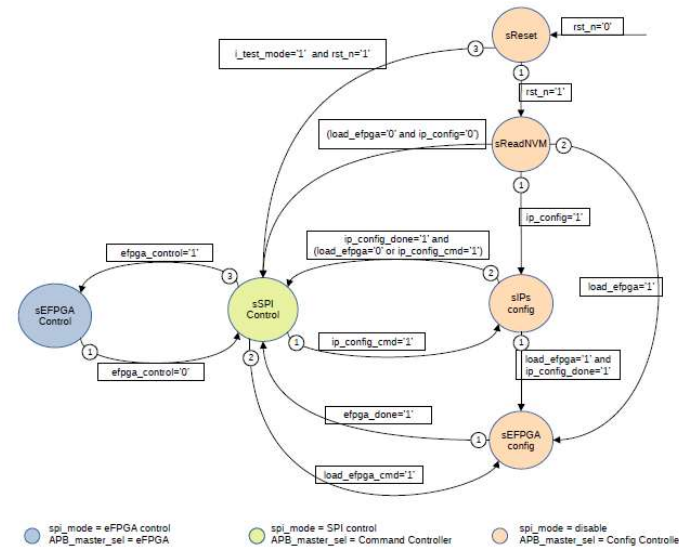 sReset
rst_n='0'
3
i_test_mode='1' and rst_n='1'
1
rst_n='1'
(load_efpga='0' and ip_config='0')
sReadNVM
2
1
ip_config='1'
ip_config_done='1' and
(load_efpga='0' or ip_config_cmd='1')
efpga_control='1'
3
2
load_efpga='1'
sEFPGA
Control
sSPI
Control
sIPs
config
1
ip_config_cmd='1'
1
1
2
load_efpga='1' and
ip_config_done='1'
efpga_control='0'
efpga_done='1'
1
sEFPGA
config
load_efpga_cmd='1'
spi_mode = eFPGA control
APB_master_sel = eFPGA
spi_mode = SPI control
APB_master_sel = Command Controller
spi_mode = disable
APB_master_sel = Config Controlle